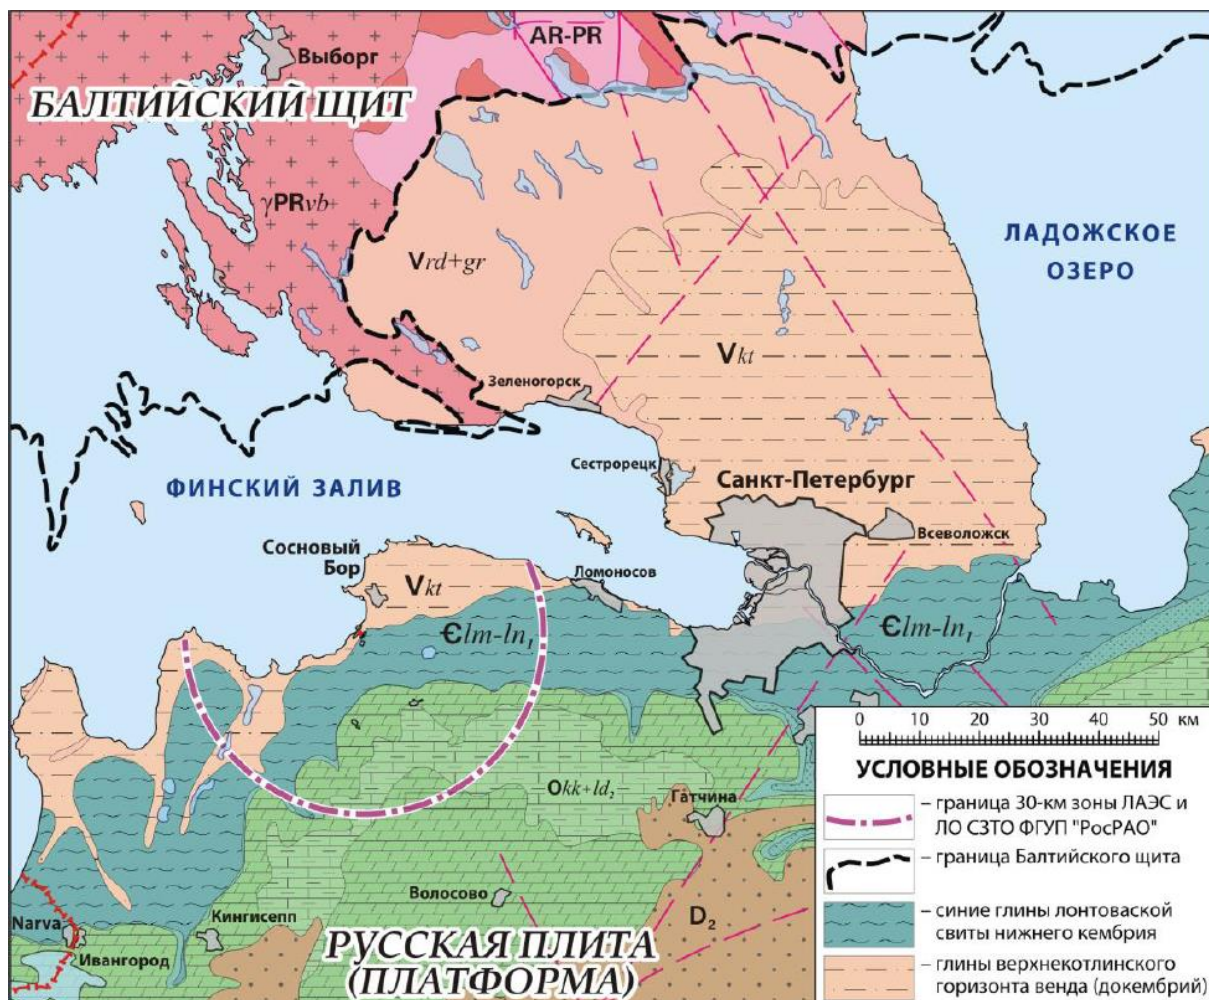 AR-PR
Выборг
БАЛТИЙСКИЙ ЩИТ
γPRvb
ЛАДОЖСКОЕ
ОЗЕРО
Vrd+gr
Vkt
Зеленогорск
Сестрорецк
Санкт-Петербург
ФИНСКИЙ ЗАЛИВ
Всеволожск
Сосновый
Бор
Ломоносов
Vkt
Єlm-ln₁
Єlm-ln₁
0 10 20 30 40 50 км
УСЛОВНЫЕ ОБОЗНАЧЕНИЯ
Okk+ld₂
Гатчина
– граница 30-км зоны ЛАЭС и
ЛО СЗТО ФГУП "РосРАО"
– граница Балтийского щита
Волосово
D₂
– синие глины лонтоваской
свиты нижнего кембрия
Narva
Ивангород
Кингисепп
РУССКАЯ ПЛИТА
(ПЛАТФОРМА)
– глины верхнекотлинского
горизонта венда (докембрий)